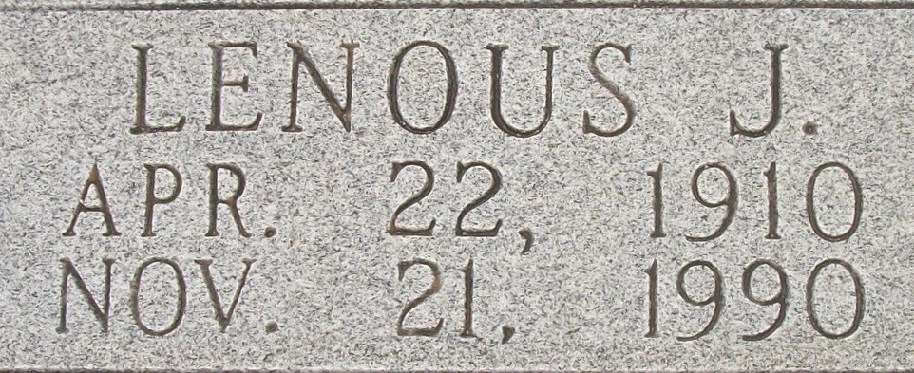 LENOUS J.
APR. 22, 1910
NOV. 21, 1990